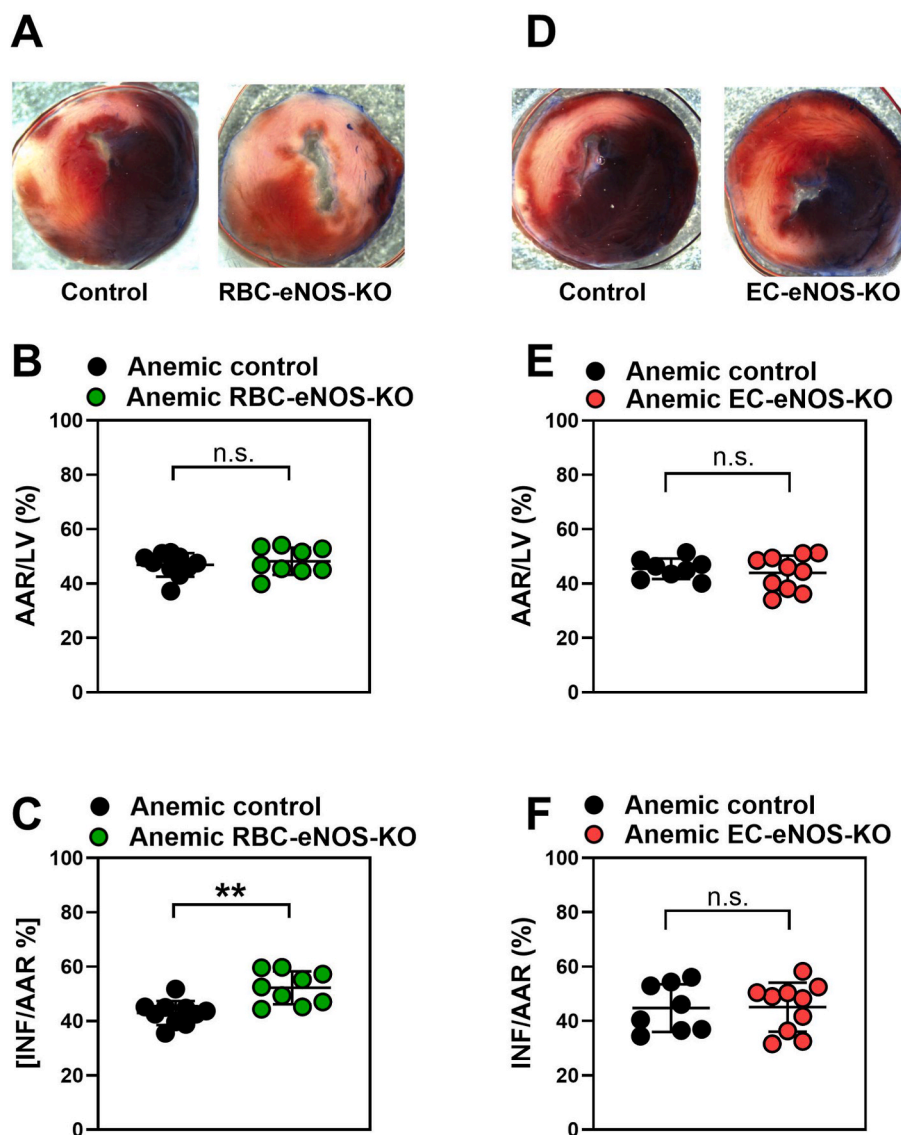 A
Control
RBC-eNOS-KO
B
Anemic control
Anemic RBC-eNOS-KO
AAR/LV (%)
100
80
60
40
20
0
n.s.
C
Anemic control
Anemic RBC-eNOS-KO
[INF/AAR %]
100
80
60
40
20
0
**
D
Control
EC-eNOS-KO
E
Anemic control
Anemic EC-eNOS-KO
AAR/LV (%)
100
80
60
40
20
0
n.s.
F
Anemic control
Anemic EC-eNOS-KO
INF/AAR (%)
100
80
60
40
20
0
n.s.